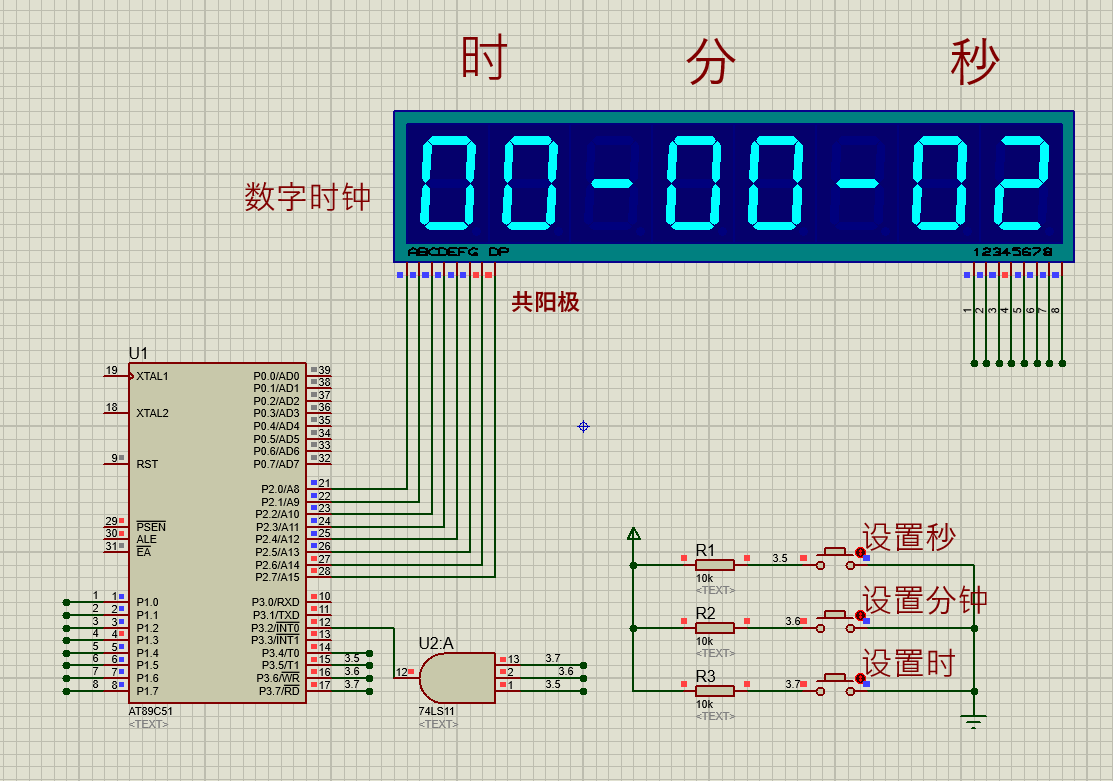 时 分 秒
数字时钟
00-00-02
ABCDEFG DP
12345678
共阳极
1 2 3 4 5 6 7 8
U1
19 XTAL1
18 XTAL2
9 RST
29 PSEN
30 ALE
31 EA
1 1 P1.0
2 2 P1.1
3 3 P1.2
4 4 P1.3
5 5 P1.4
6 6 P1.5
7 7 P1.6
8 8 P1.7
P0.0/AD0 39
P0.1/AD1 38
P0.2/AD2 37
P0.3/AD3 36
P0.4/AD4 35
P0.5/AD5 34
P0.6/AD6 33
P0.7/AD7 32
P2.0/A8 21
P2.1/A9 22
P2.2/A10 23
P2.3/A11 24
P2.4/A12 25
P2.5/A13 26
P2.6/A14 27
P2.7/A15 28
P3.0/RXD 10
P3.1/TXD 11
P3.2/INT0 12
P3.3/INT1 13
P3.4/T0 14
P3.5/T1 15 3.5
P3.6/WR 16 3.6
P3.7/RD 17 3.7
AT89C51
<TEXT>
U2:A
12
13 3.7
2 3.6
1 3.5
74LS11
<TEXT>
R1
10k
<TEXT>
3.5
设置秒
R2
10k
<TEXT>
3.6
设置分钟
R3
10k
<TEXT>
3.7
设置时